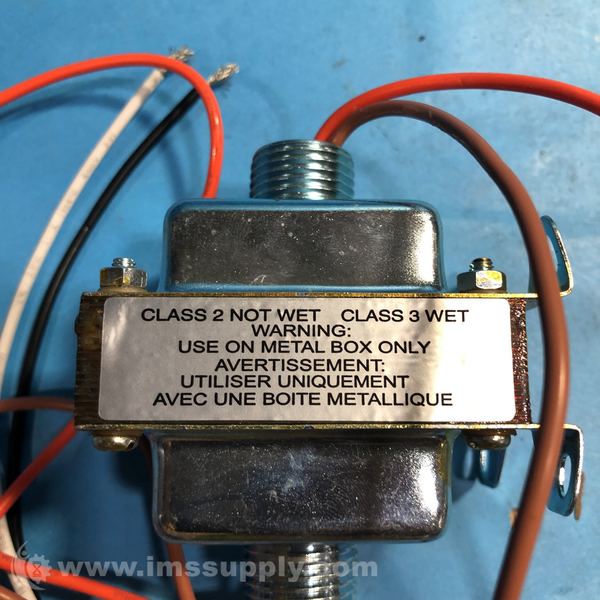 CLASS 2 NOT WET CLASS 3 WET
WARNING:
USE ON METAL BOX ONLY
AVERTISSEMENT:
UTILISER UNIQUEMENT
AVEC UNE BOITE METALLIQUE
www.imssupply.com